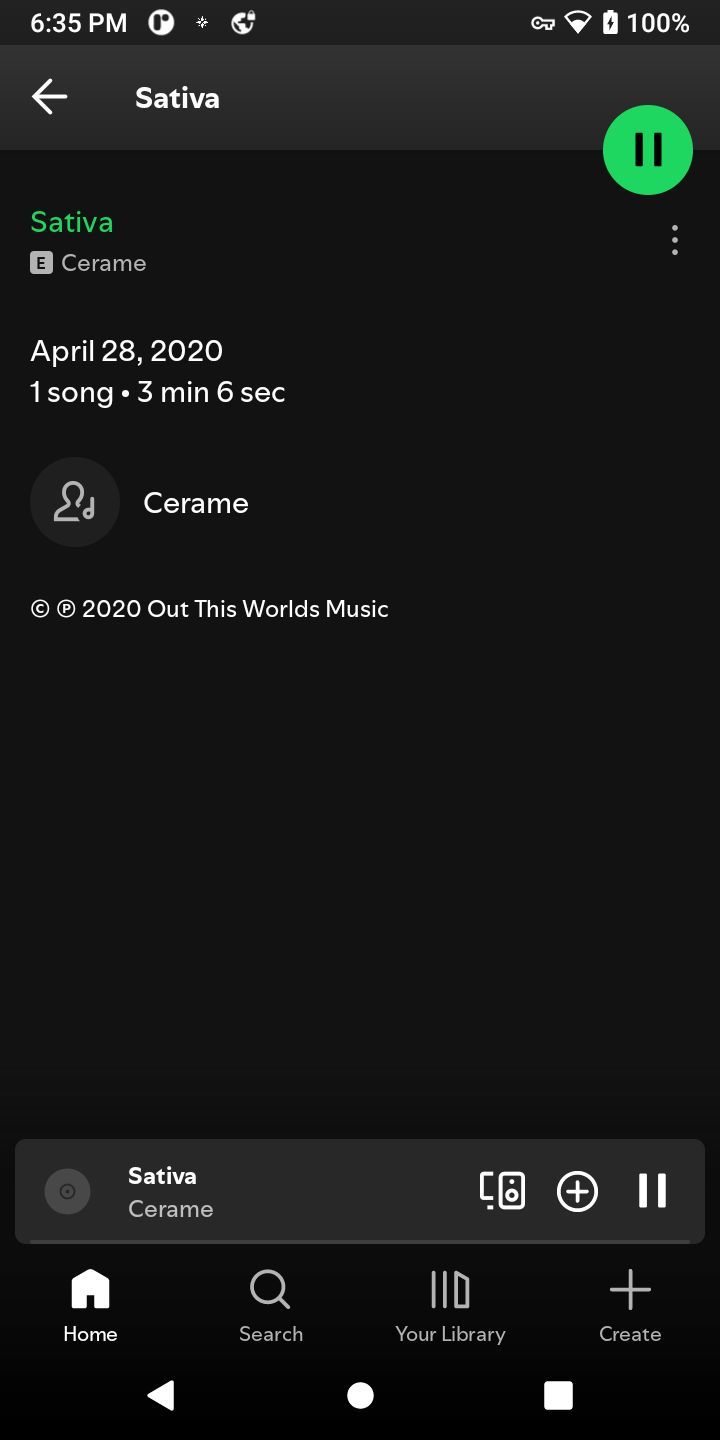 6:35 PM
100%
Sativa
Sativa
E Cerame
April 28, 2020
1 song • 3 min 6 sec
Cerame
© ℗ 2020 Out This Worlds Music
Sativa
Cerame
Home
Search
Your Library
Create